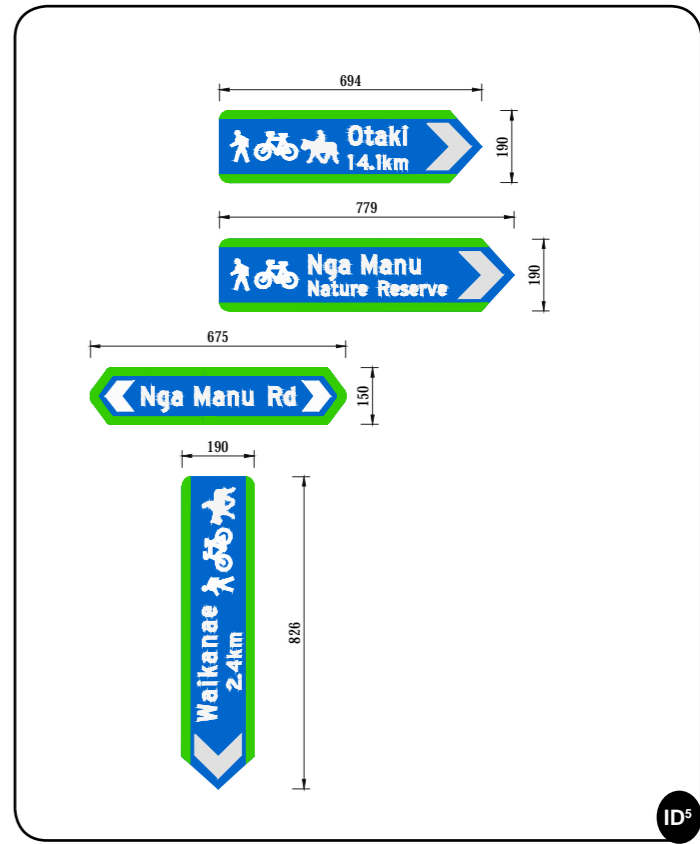 694
Otaki
14.1km
190
779
Nga Manu
Nature Reserve
190
675
Nga Manu Rd
150
190
Waikanae
2.4km
826
ID⁵